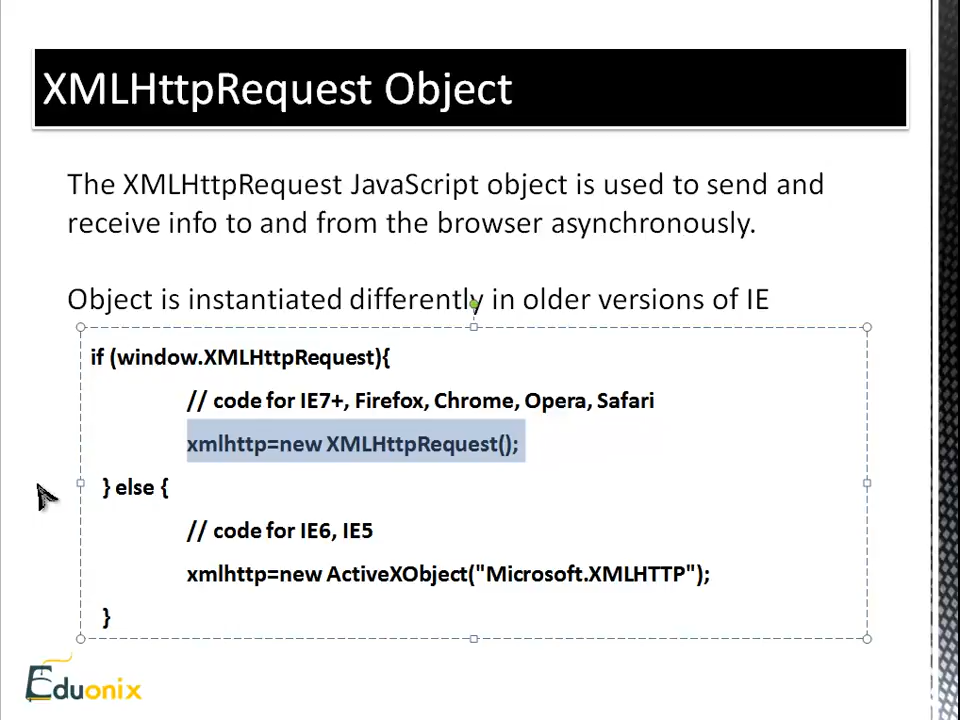 XMLHttpRequest Object
The XMLHttpRequest JavaScript object is used to send and
receive info to and from the browser asynchronously.
Object is instantiated differently in older versions of IE
if (window.XMLHttpRequest){
// code for IE7+, Firefox, Chrome, Opera, Safari
xmlhttp=new XMLHttpRequest();
} else {
// code for IE6, IE5
xmlhttp=new ActiveXObject("Microsoft.XMLHTTP");
}
Eduonix